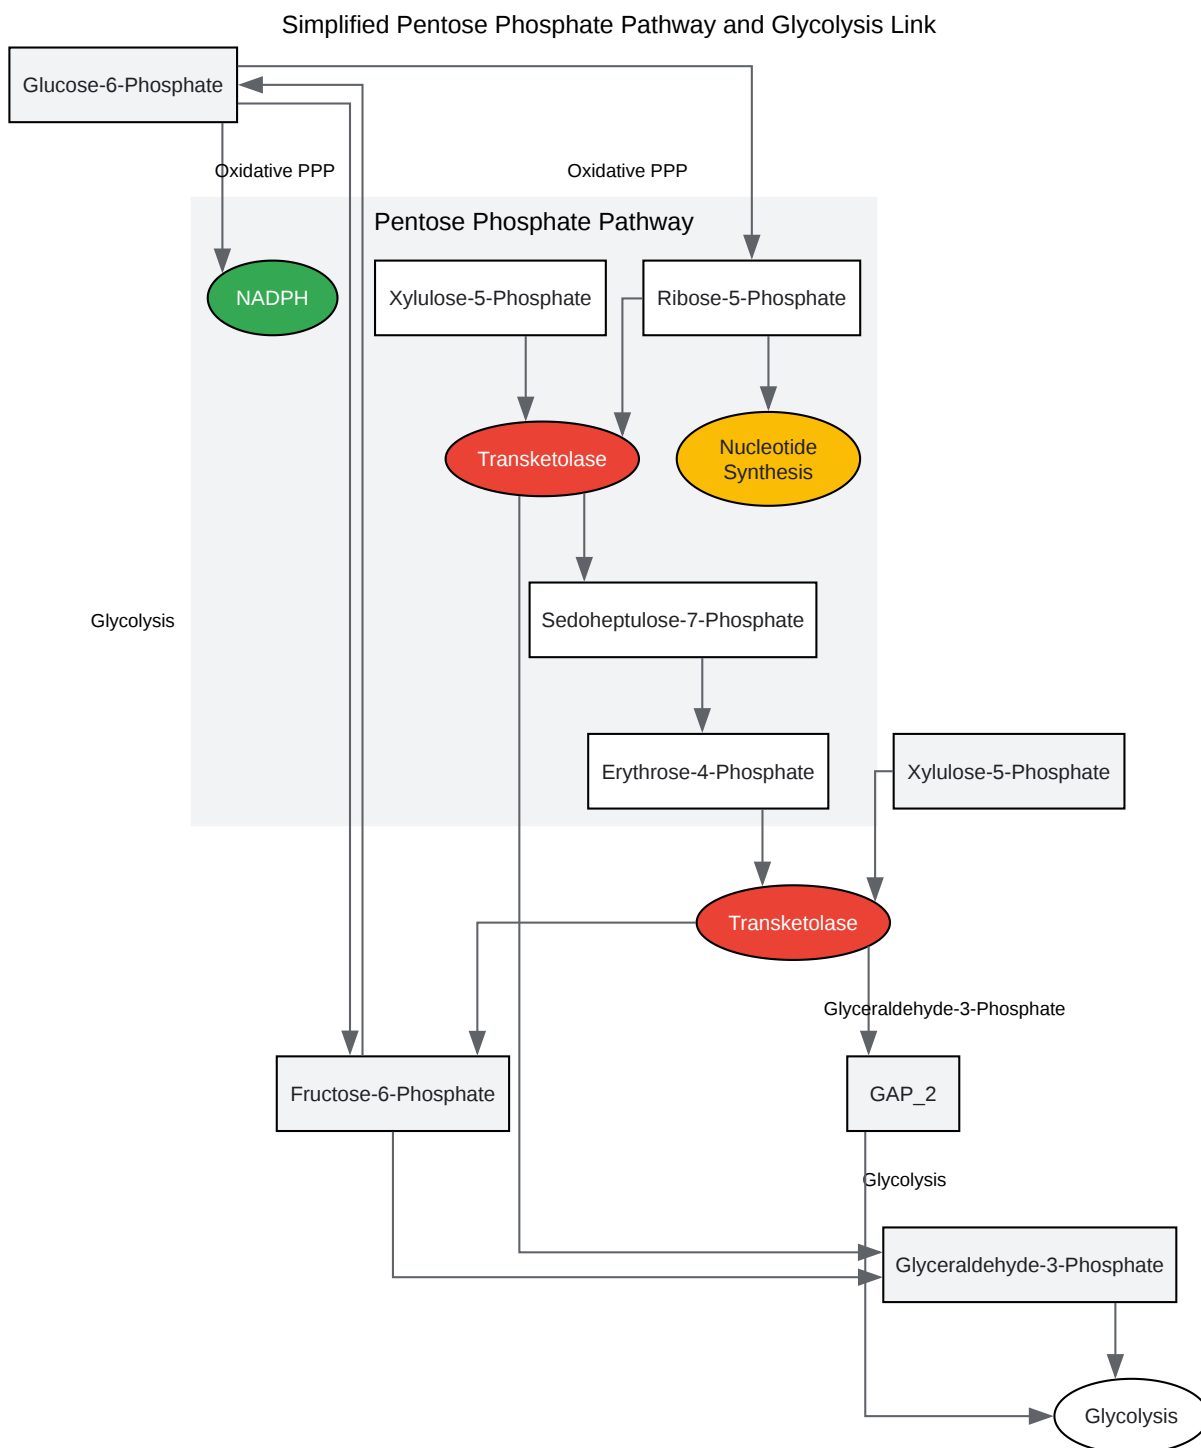 Simplified Pentose Phosphate Pathway and Glycolysis Link
Glucose-6-Phosphate
Oxidative PPP
Oxidative PPP
Pentose Phosphate Pathway
NADPH
Xylulose-5-Phosphate
Ribose-5-Phosphate
Transketolase
Nucleotide
Synthesis
Glycolysis
Sedoheptulose-7-Phosphate
Erythrose-4-Phosphate
Xylulose-5-Phosphate
Transketolase
Glyceraldehyde-3-Phosphate
Fructose-6-Phosphate
GAP_2
Glycolysis
Glyceraldehyde-3-Phosphate
Glycolysis